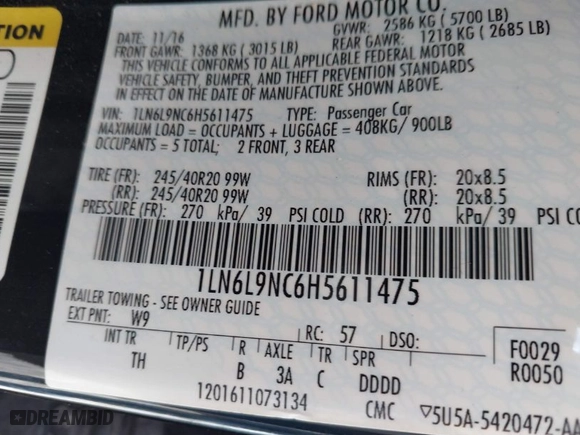 TION
MFD. BY FORD MOTOR CO.
DATE: 11/16 GVWR: 2586 KG (5700 LB)
FRONT GAWR: 1368 KG (3015 LB) REAR GAWR: 1218 KG (2685 LB)
THIS VEHICLE CONFORMS TO ALL APPLICABLE FEDERAL MOTOR
VEHICLE SAFETY, BUMPER, AND THEFT PREVENTION STANDARDS
IN EFFECT ON THE DATE OF MANUFACTURE SHOWN ABOVE.
VIN: 1LN6L9NC6H5611475 TYPE: Passenger Car
MAXIMUM LOAD = OCCUPANTS + LUGGAGE = 408KG/ 900LB
OCCUPANTS = 5 TOTAL; 2 FRONT, 3 REAR
TIRE (FR): 245/40R20 99W RIMS (FR): 20x8.5
(RR): 245/40R20 99W (RR): 20x8.5
PRESSURE (FR): 270 kPa/ 39 PSI COLD (RR): 270 kPa/ 39 PSI CO
1LN6L9NC6H5611475
TRAILER TOWING - SEE OWNER GUIDE
EXT PNT: W9 RC: 57 DSO: F0029
INT TR TP/PS R AXLE TR SPR R0050
TH B 3A C DDDD
1201611073134 CMC ▽5U5A-5420472-AA
DREAMBID